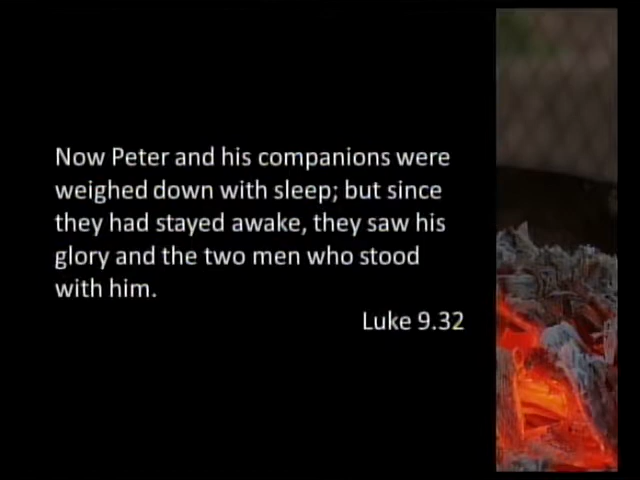 Now Peter and his companions were
weighed down with sleep; but since
they had stayed awake, they saw his
glory and the two men who stood
with him.
Luke 9.32